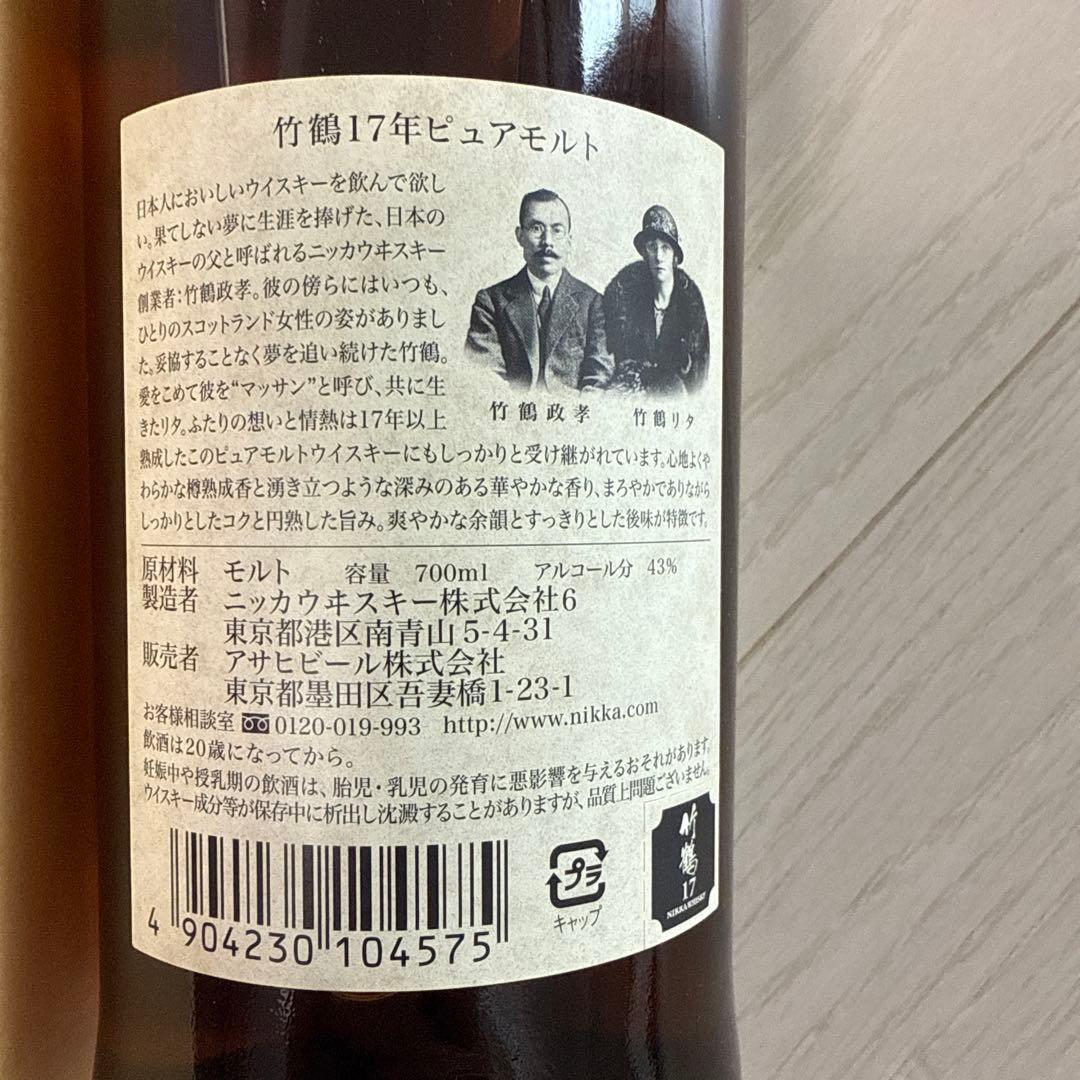 竹鶴17年ピュアモルト
日本人においしいウイスキーを飲んで欲し
い。果てしない夢に生涯を捧げた、日本の
ウイスキーの父と呼ばれるニッカウヰスキー
創業者：竹鶴政孝。彼の傍らにはいつも、
ひとりのスコットランド女性の姿がありまし
た。妥協することなく夢を追い続けた竹鶴。
愛をこめて彼を“マッサン”と呼び、共に生
きたリタ。ふたりの想いと情熱は17年以上
熟成したこのピュアモルトウイスキーにもしっかりと受け継がれています。心地よくや
わらかな樽熟成香と湧き立つような深みのある華やかな香り、まろやかでありながら
しっかりとしたコクと円熟した旨み。爽やかな余韻とすっきりとした後味が特徴です。
竹鶴政孝 竹鶴リタ
原材料 モルト 容量 700ml アルコール分 43%
製造者 ニッカウヰスキー株式会社6
東京都港区南青山5-4-31
販売者 アサヒビール株式会社
東京都墨田区吾妻橋1-23-1
お客様相談室 0120-019-993 http://www.nikka.com
飲酒は20歳になってから。
妊娠中や授乳期の飲酒は、胎児・乳児の発育に悪影響を与えるおそれがあります。
ウイスキー成分等が保存中に析出し沈澱することがありますが、品質上問題ございません。
4 904230 104575
プラ
キャップ
竹鶴
17
NIKKA WHISKY